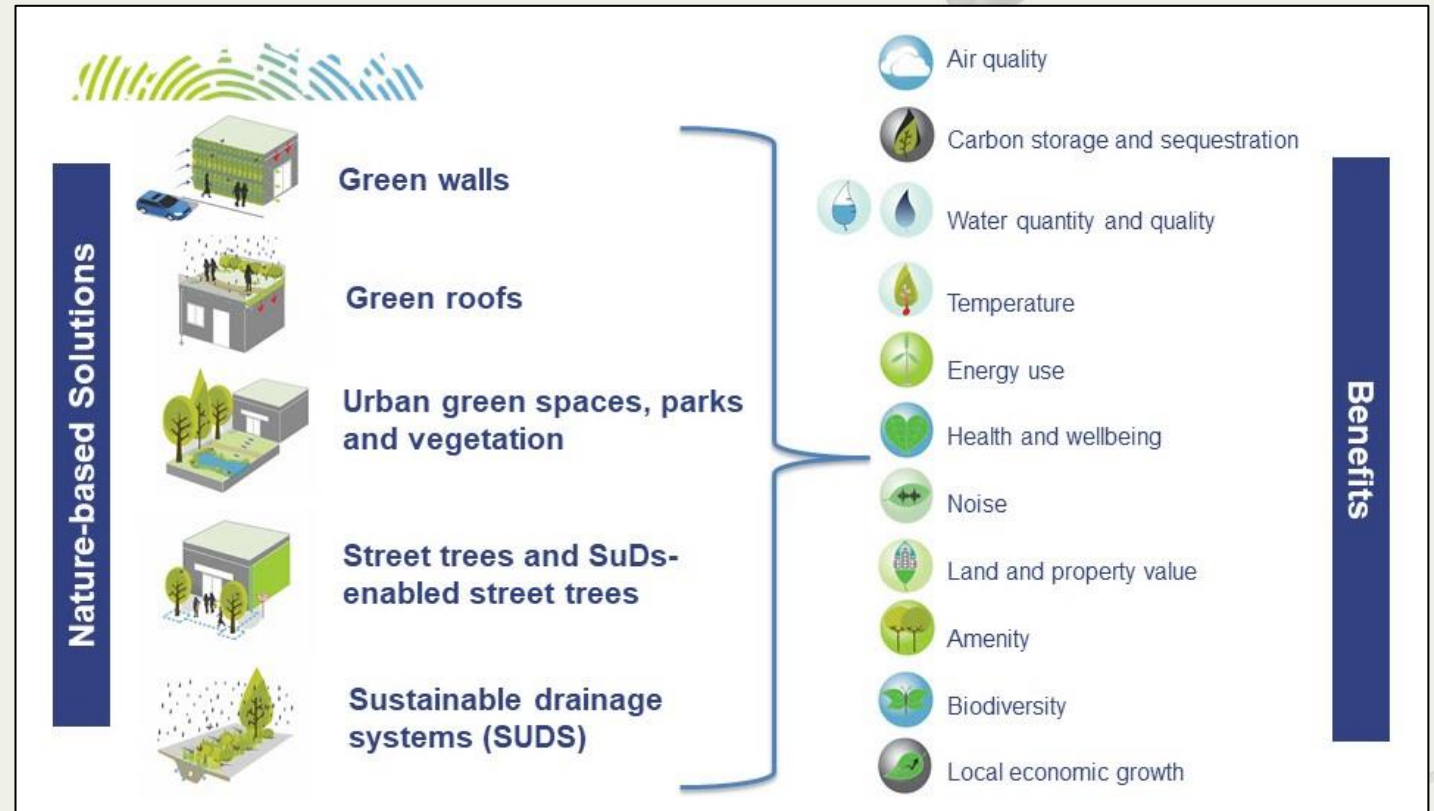 Nature-based Solutions
Green walls
Green roofs
Urban green spaces, parks
and vegetation
Street trees and SuDs-
enabled street trees
Sustainable drainage
systems (SUDS)
Air quality
Carbon storage and sequestration
Water quantity and quality
Temperature
Energy use
Health and wellbeing
Noise
Land and property value
Amenity
Biodiversity
Local economic growth
Benefits